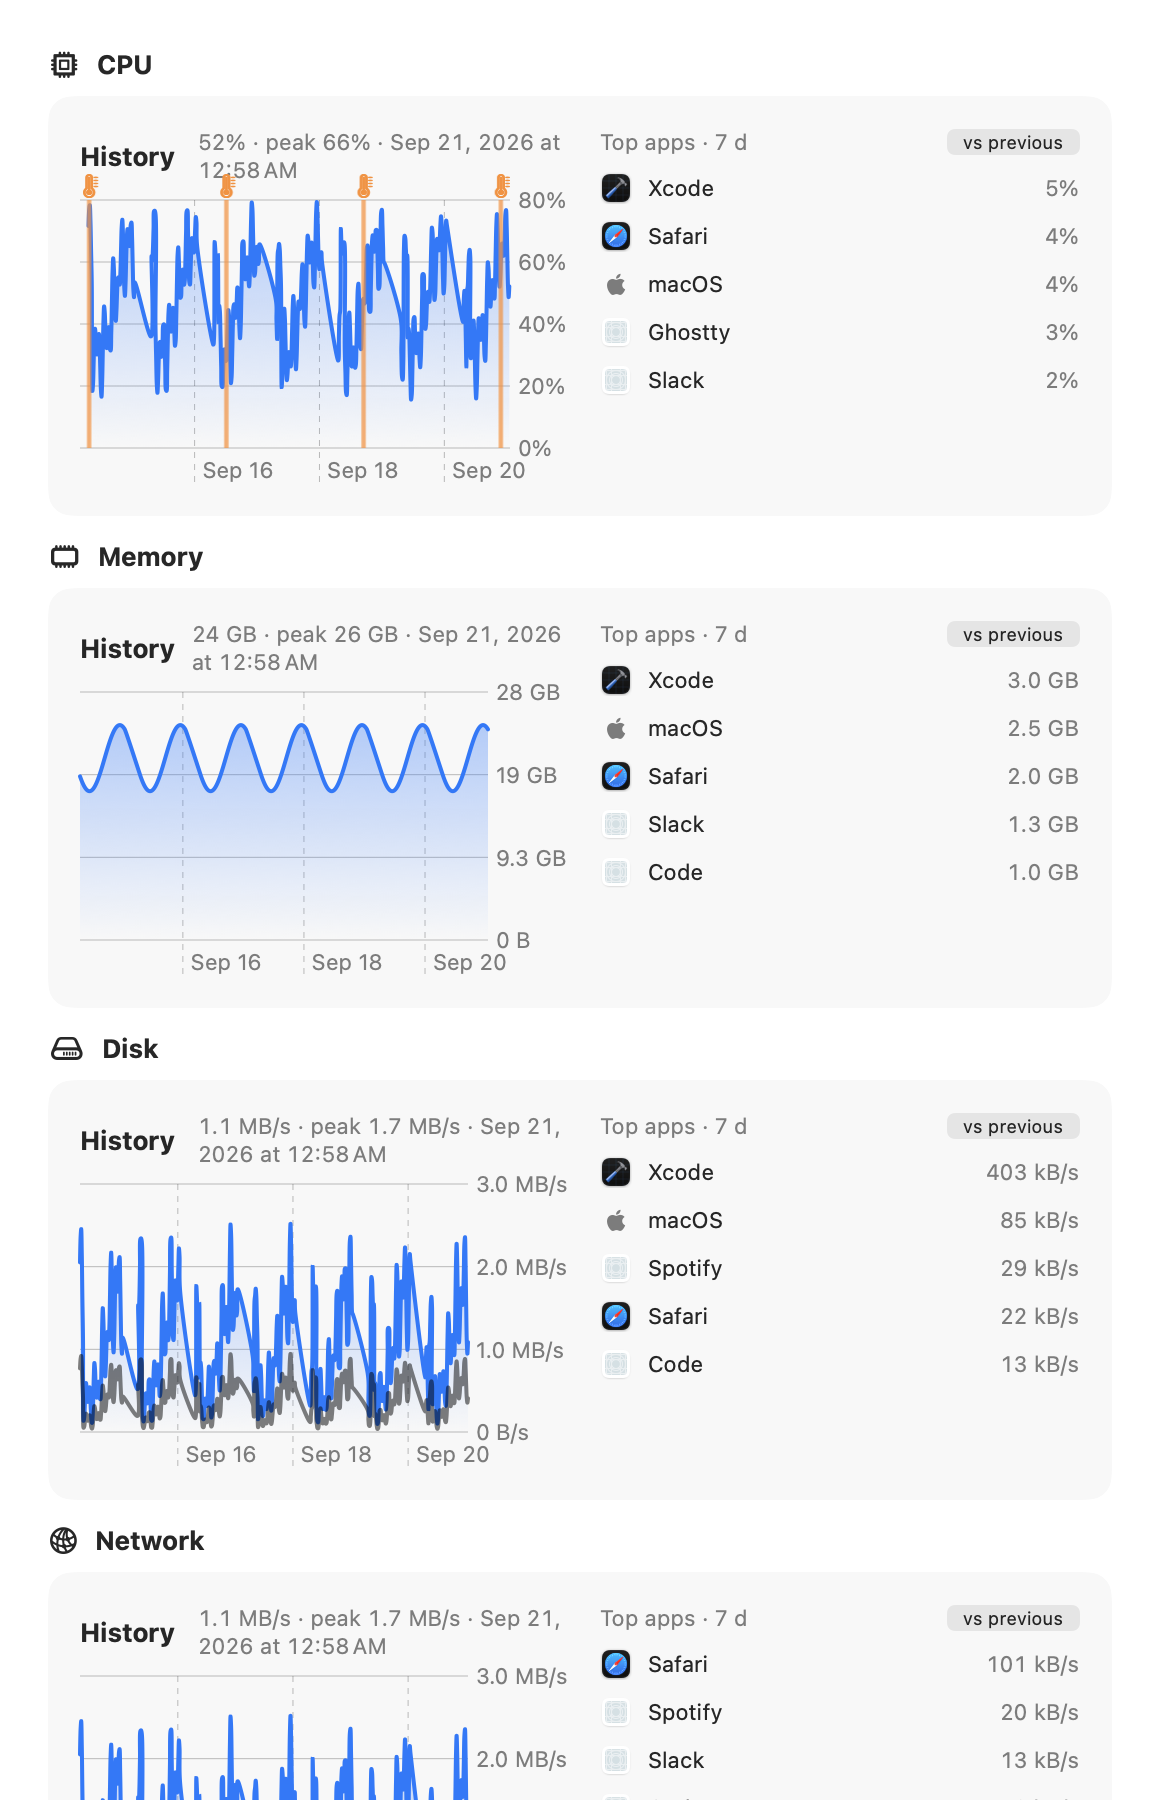 CPU
History
52% · peak 66% · Sep 21, 2026 at
12:58 AM
80%
60%
40%
20%
0%
Sep 16
Sep 18
Sep 20
Top apps · 7 d
vs previous
Xcode 5%
Safari 4%
macOS 4%
Ghostty 3%
Slack 2%
Memory
History
24 GB · peak 26 GB · Sep 21, 2026
at 12:58 AM
28 GB
19 GB
9.3 GB
0 B
Sep 16
Sep 18
Sep 20
Top apps · 7 d
vs previous
Xcode 3.0 GB
macOS 2.5 GB
Safari 2.0 GB
Slack 1.3 GB
Code 1.0 GB
Disk
History
1.1 MB/s · peak 1.7 MB/s · Sep 21,
2026 at 12:58 AM
3.0 MB/s
2.0 MB/s
1.0 MB/s
0 B/s
Sep 16
Sep 18
Sep 20
Top apps · 7 d
vs previous
Xcode 403 kB/s
macOS 85 kB/s
Spotify 29 kB/s
Safari 22 kB/s
Code 13 kB/s
Network
History
1.1 MB/s · peak 1.7 MB/s · Sep 21,
2026 at 12:58 AM
3.0 MB/s
2.0 MB/s
Top apps · 7 d
vs previous
Safari 101 kB/s
Spotify 20 kB/s
Slack 13 kB/s